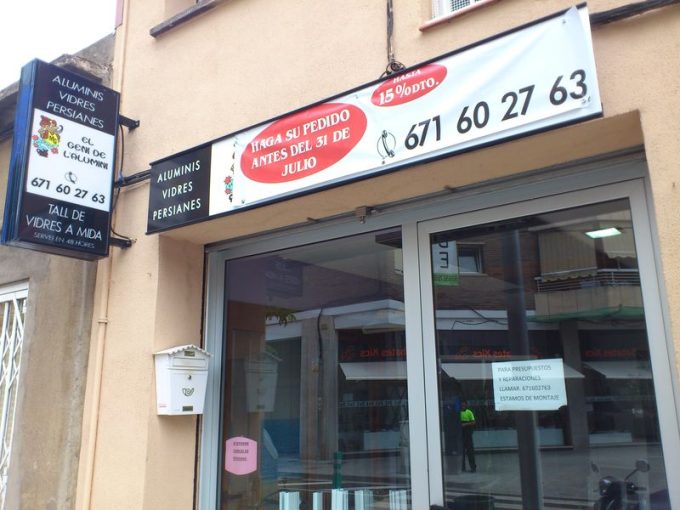 ALUMINIS
VIDRES
PERSIANES
EL
GENI DE
L'ALUMINI
671 60 27 63
TALL DE
VIDRES A MIDA
SERVEI EN 48 HORES
ALUMINIS
VIDRES
PERSIANES
HAGA SU PEDIDO
ANTES DEL 31 DE
JULIO
HASTA
15% DTO.
671 60 27 63
PARA PRESUPUESTOS
Y REPARACIONES
LLAMAR. 671602763
ESTAMOS DE MONTAJE